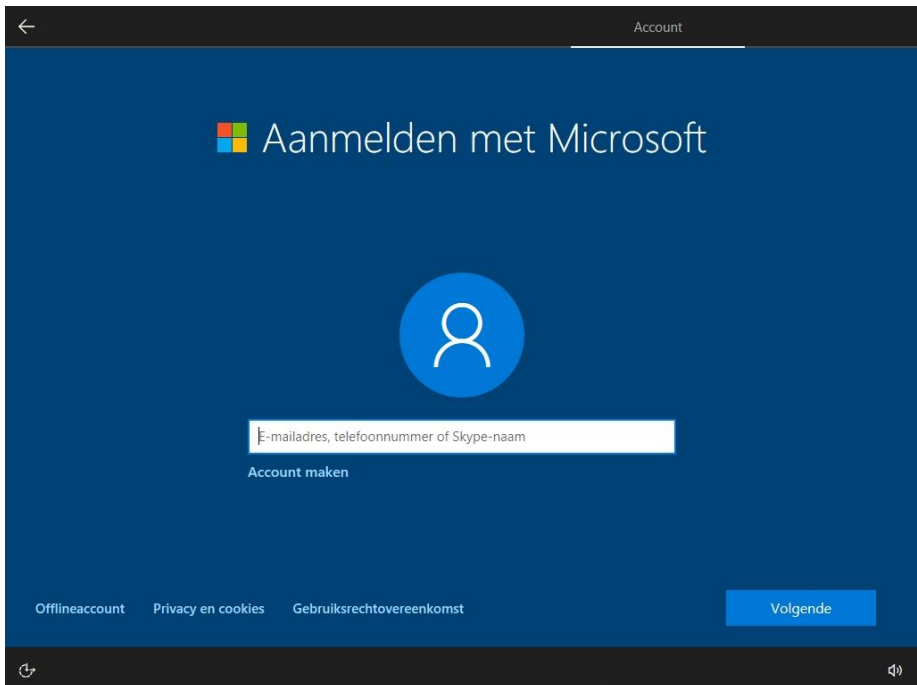 Account
Aanmelden met Microsoft
E-mailadres, telefoonnummer of Skype-naam
Account maken
Offlineaccount Privacy en cookies Gebruiksrechtovereenkomst Volgende